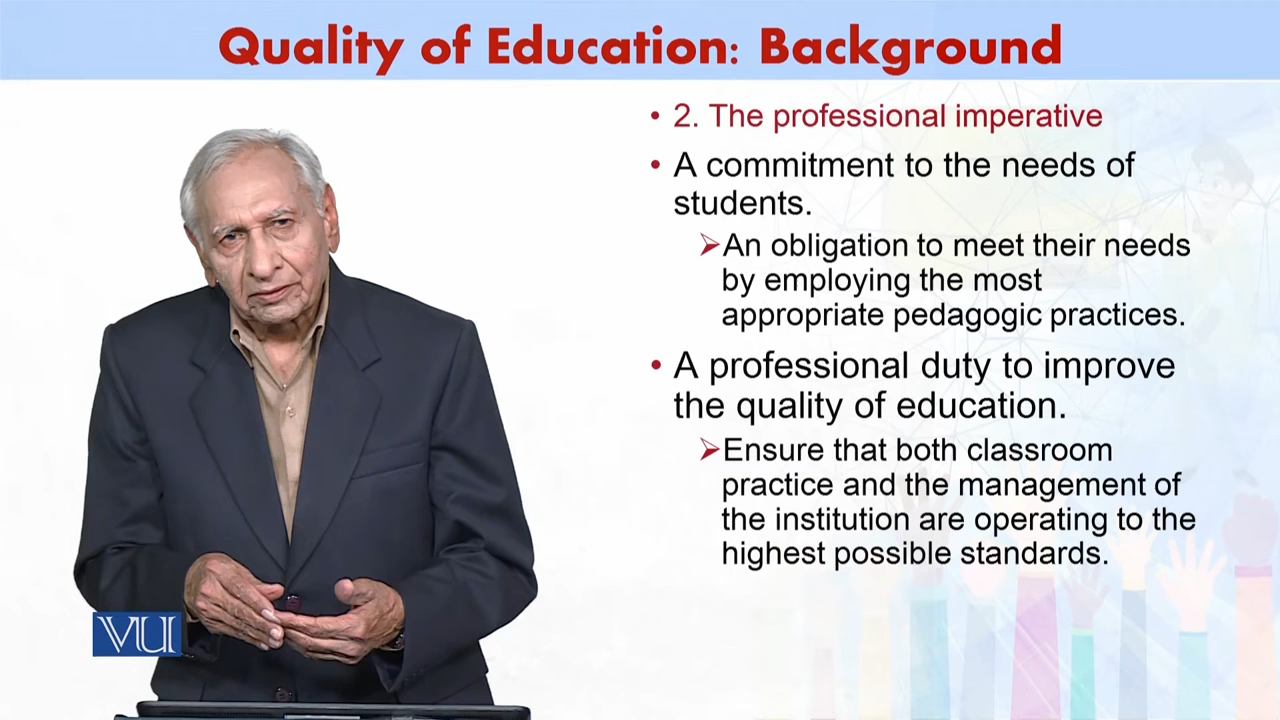 Quality of Education: Background
• 2. The professional imperative
• A commitment to the needs of
students.
➢An obligation to meet their needs
by employing the most
appropriate pedagogic practices.
• A professional duty to improve
the quality of education.
➢Ensure that both classroom
practice and the management of
the institution are operating to the
highest possible standards.
VU